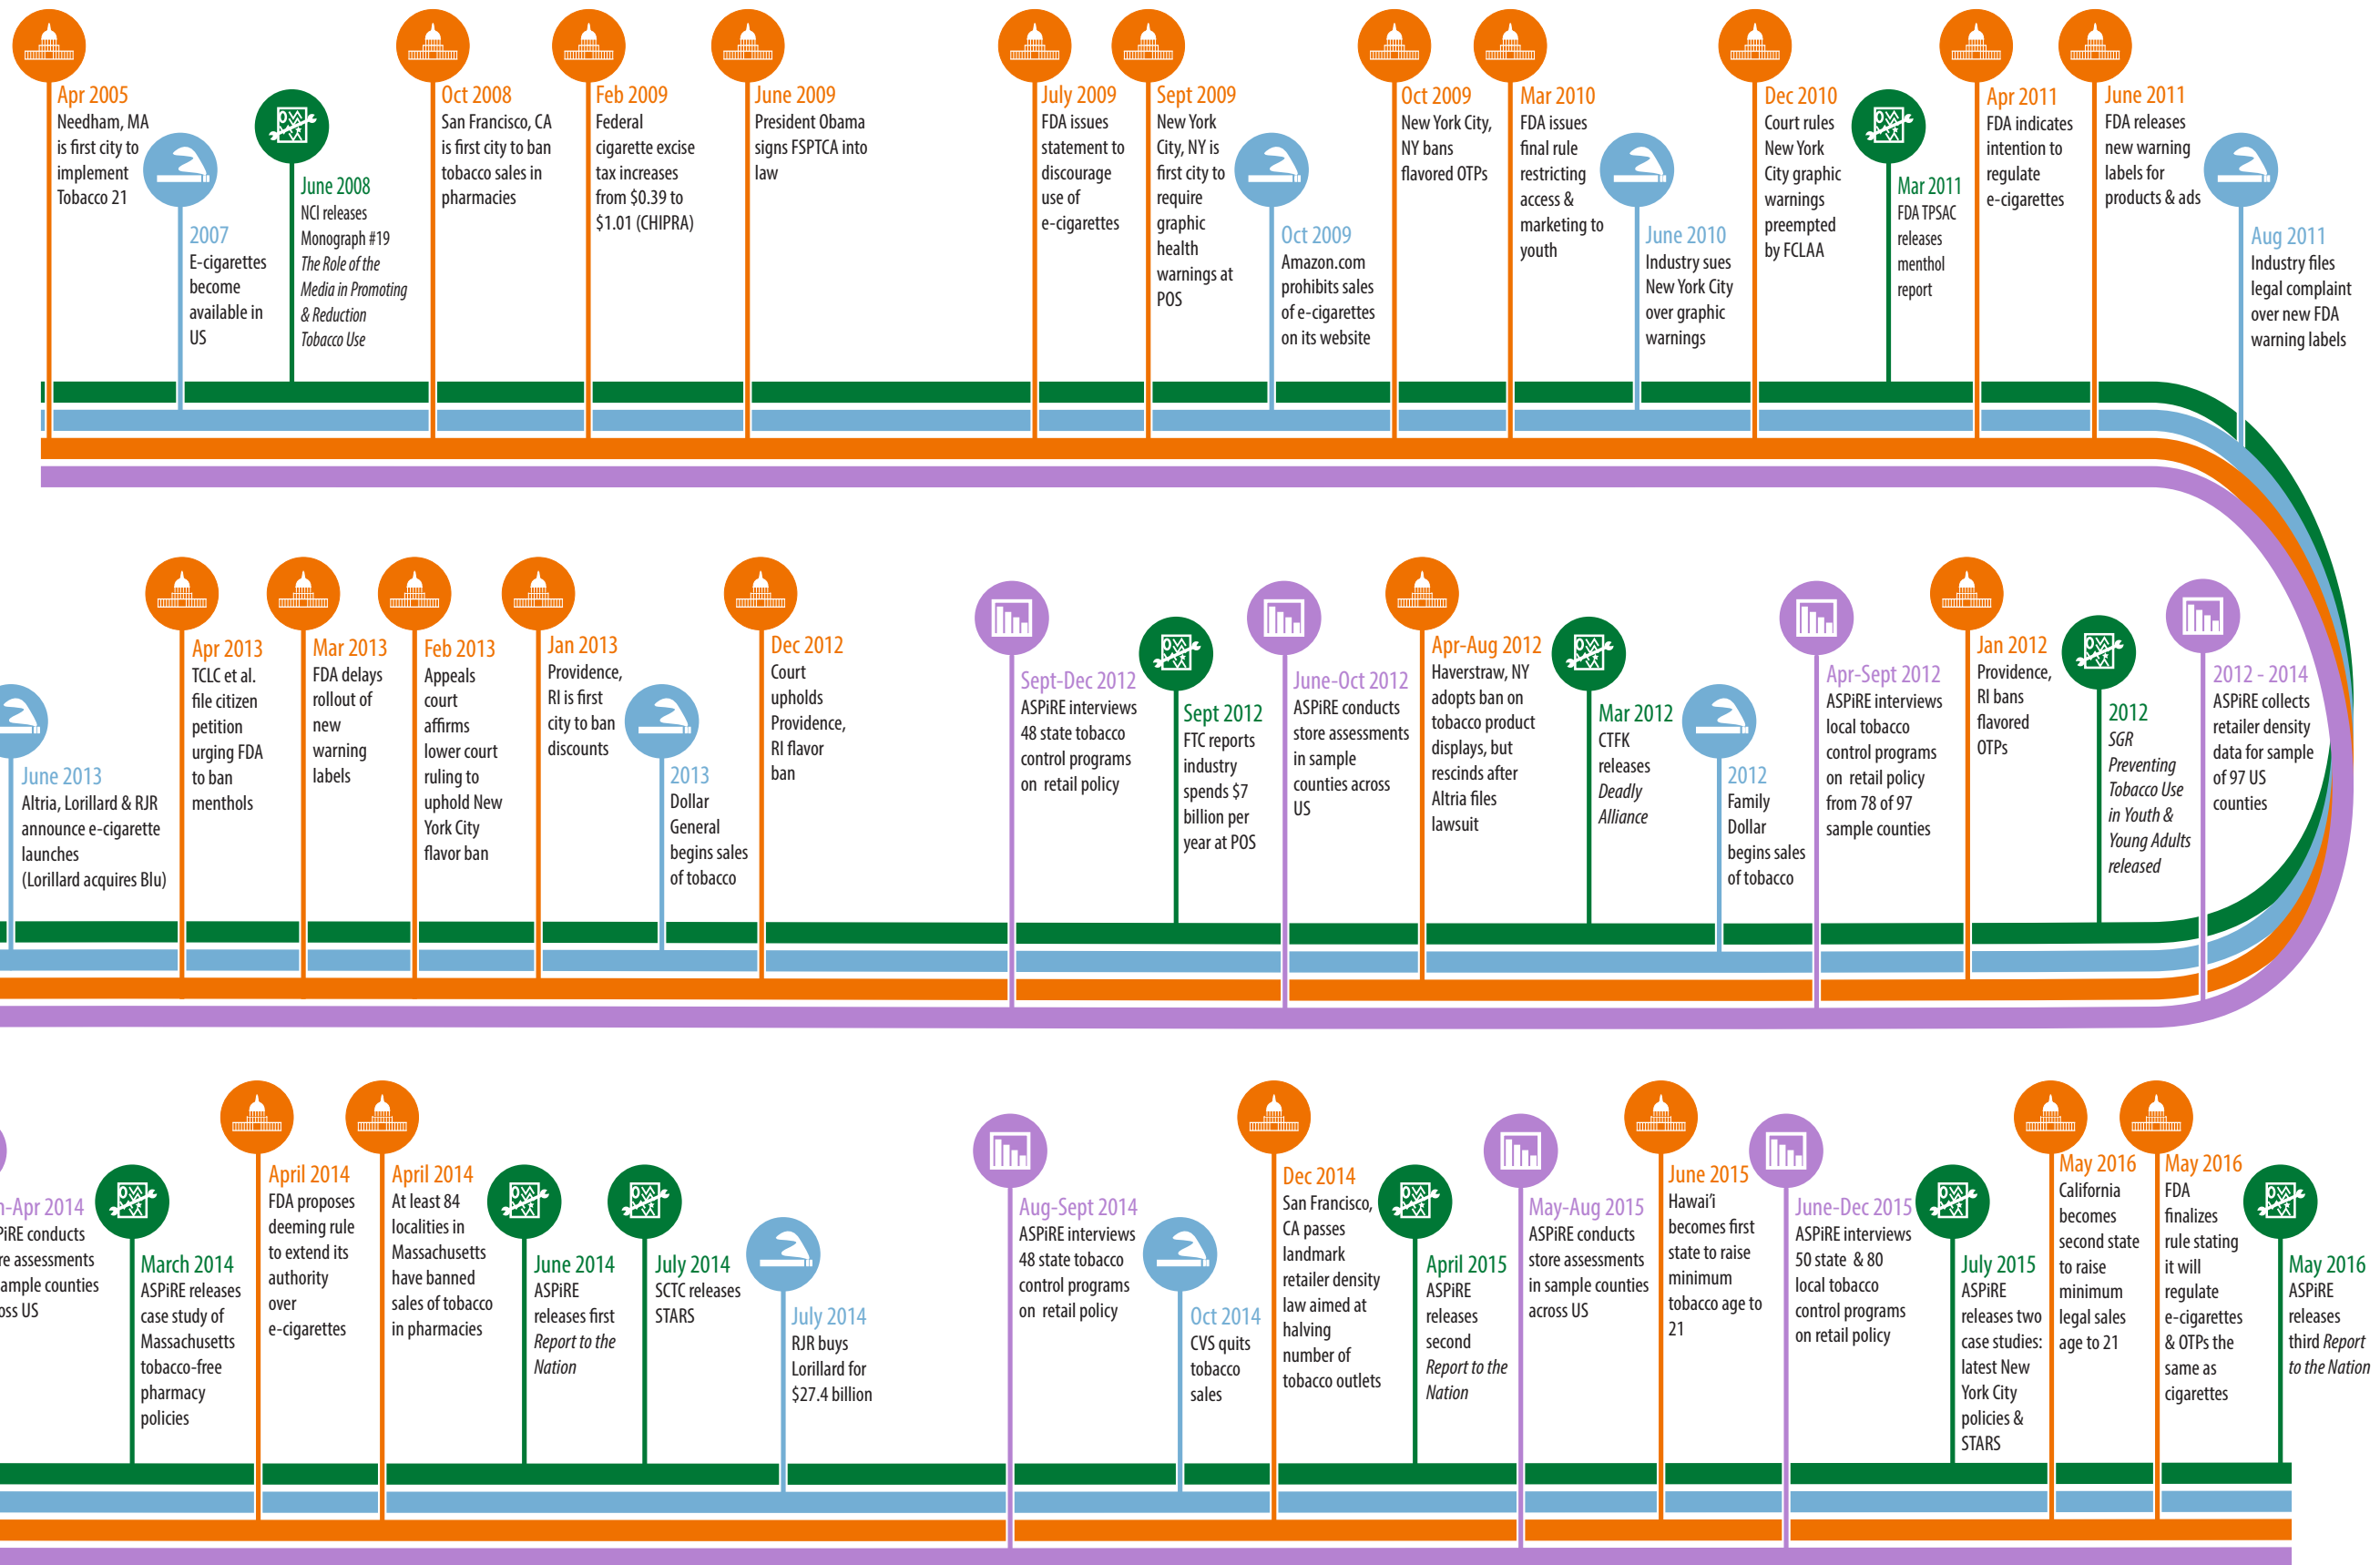 Apr 2005
Needham, MA
is first city to
implement
Tobacco 21
2007
E-cigarettes
become
available in
US
June 2008
NCI releases
Monograph #19
The Role of the
Media in Promoting
& Reduction
Tobacco Use
Oct 2008
San Francisco, CA
is first city to ban
tobacco sales in
pharmacies
Feb 2009
Federal
cigarette excise
tax increases
from $0.39 to
$1.01 (CHIPRA)
June 2009
President Obama
signs FSPTCA into
law
July 2009
FDA issues
statement to
discourage
use of
e-cigarettes
Sept 2009
New York
City, NY is
first city to
require
graphic
health
warnings at
POS
Oct 2009
Amazon.com
prohibits sales
of e-cigarettes
on its website
Oct 2009
New York City,
NY bans
flavored OTPs
Mar 2010
FDA issues
final rule
restricting
access &
marketing to
youth
June 2010
Industry sues
New York City
over graphic
warnings
Dec 2010
Court rules
New York
City graphic
warnings
preempted
by FCLAA
Mar 2011
FDA TPSAC
releases
menthol
report
Apr 2011
FDA indicates
intention to
regulate
e-cigarettes
June 2011
FDA releases
new warning
labels for
products & ads
Aug 2011
Industry files
legal complaint
over new FDA
warning labels
June 2013
Altria, Lorillard & RJR
announce e-cigarette
launches
(Lorillard acquires Blu)
Apr 2013
TCLC et al.
file citizen
petition
urging FDA
to ban
menthols
Mar 2013
FDA delays
rollout of
new
warning
labels
Feb 2013
Appeals
court
affirms
lower court
ruling to
uphold New
York City
flavor ban
Jan 2013
Providence,
RI is first
city to ban
discounts
2013
Dollar
General
begins sales
of tobacco
Dec 2012
Court
upholds
Providence,
RI flavor
ban
Sept-Dec 2012
ASPiRE interviews
48 state tobacco
control programs
on retail policy
Sept 2012
FTC reports
industry
spends $7
billion per
year at POS
June-Oct 2012
ASPiRE conducts
store assessments
in sample
counties across
US
Apr-Aug 2012
Haverstraw, NY
adopts ban on
tobacco product
displays, but
rescinds after
Altria files
lawsuit
Mar 2012
CTFK
releases
Deadly
Alliance
2012
Family
Dollar
begins sales
of tobacco
Apr-Sept 2012
ASPiRE interviews
local tobacco
control programs
on retail policy
from 78 of 97
sample counties
Jan 2012
Providence,
RI bans
flavored
OTPs
2012
SGR
Preventing
Tobacco Use
in Youth &
Young Adults
released
2012 - 2014
ASPiRE collects
retailer density
data for sample
of 97 US
counties
-Apr 2014
conducts
assessments
counties
US
March 2014
ASPiRE releases
case study of
Massachusetts
tobacco-free
pharmacy
policies
April 2014
FDA proposes
deeming rule
to extend its
authority
over
e-cigarettes
April 2014
At least 84
localities in
Massachusetts
have banned
sales of tobacco
in pharmacies
June 2014
ASPiRE
releases first
Report to the
Nation
July 2014
SCTC releases
STARS
July 2014
RJR buys
Lorillard for
$27.4 billion
Aug-Sept 2014
ASPiRE interviews
48 state tobacco
control programs
on retail policy
Oct 2014
CVS quits
tobacco
sales
Dec 2014
San Francisco,
CA passes
landmark
retailer density
law aimed at
halving
number of
tobacco outlets
April 2015
ASPiRE
releases
second
Report to the
Nation
May-Aug 2015
ASPiRE conducts
store assessments
in sample counties
across US
June 2015
Hawai'i
becomes first
state to raise
minimum
tobacco age to
21
June-Dec 2015
ASPiRE interviews
50 state & 80
local tobacco
control programs
on retail policy
July 2015
ASPiRE
releases two
case studies:
latest New
York City
policies &
STARS
May 2016
California
becomes
second state
to raise
minimum
legal sales
age to 21
May 2016
FDA
finalizes
rule stating
it will
regulate
e-cigarettes
& OTPs the
same as
cigarettes
May 2016
ASPiRE
releases
third Report
to the Nation